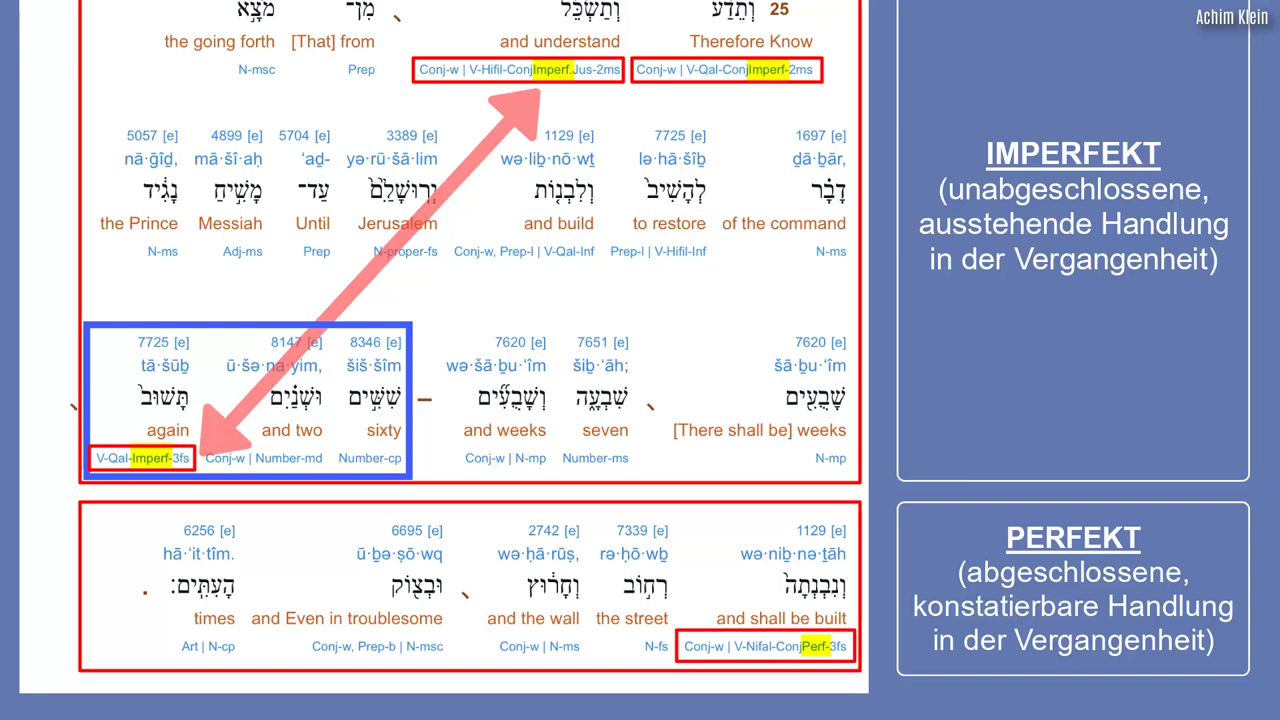 Achim Klein
25 וְתֵדַ֨ע וְתַשְׂכֵּ֜ל 、 מִן־ מֹצָ֣א
the going forth [That] from and understand Therefore Know
N-msc Prep Conj-w | V-Hifil-ConjImperf.Jus-2ms Conj-w | V-Qal-ConjImperf-2ms
5057 [e] 4899 [e] 5704 [e] 3389 [e] 1129 [e] 7725 [e] 1697 [e]
nā·ḡîḏ, mā·šî·aḥ ‘aḏ- yə·rū·šā·lim wə·liḇ·nō·wṯ lə·hā·šîḇ ḏā·ḇār,
דָבָ֗ר לְהָשִׁיב֙ וְלִבְנ֤וֹת יְרֽוּשָׁלִַ֙ם֙ עַד־ מָשִׁ֣יחַ נָגִ֔יד
the Prince Messiah Until Jerusalem and build to restore of the command
N-ms Adj-ms Prep N-proper-fs Conj-w, Prep-l | V-Qal-Inf Prep-l | V-Hifil-Inf N-ms
7725 [e] 8147 [e] 8346 [e] 7620 [e] 7651 [e] 7620 [e]
tā·šūḇ ū·šə·na·yim, šiš·šîm wə·šā·ḇu·‘îm šiḇ·‘āh; šā·ḇu·‘îm
שָׁבֻעִ֖ים 、 שִׁבְעָ֑ה וְשָׁבֻעִ֞ים – שִׁשִּׁ֣ים וּשְׁנַ֗יִם תָּשׁוּב֙ 、
again and two sixty and weeks seven [There shall be] weeks
V-Qal-Imperf-3fs Conj-w | Number-md Number-cp Conj-w | N-mp Number-ms N-mp
6256 [e] 6695 [e] 2742 [e] 7339 [e] 1129 [e]
hā·‘it·tîm. ū·ḇə·ṣō·wq wə·ḥā·rūṣ, rə·ḥō·wḇ wə·niḇ·nə·ṯāh
וְנִבְנְתָה֙ רְח֣וֹב וְחָר֔וּץ 、 וּבְצ֖וֹק הָעִתִּֽים׃ .
times and Even in troublesome and the wall the street and shall be built
Art | N-cp Conj-w, Prep-b | N-msc Conj-w | N-ms N-fs Conj-w | V-Nifal-ConjPerf-3fs
IMPERFEKT
(unabgeschlossene,
ausstehende Handlung
in der Vergangenheit)
PERFEKT
(abgeschlossene,
konstatierbare Handlung
in der Vergangenheit)